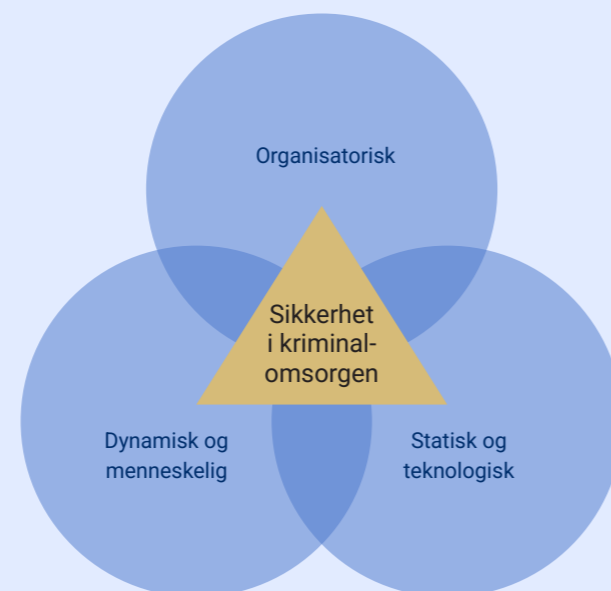 Organisatorisk
Sikkerhet
i kriminal-
omsorgen
Dynamisk og
menneskelig
Statisk og
teknologisk